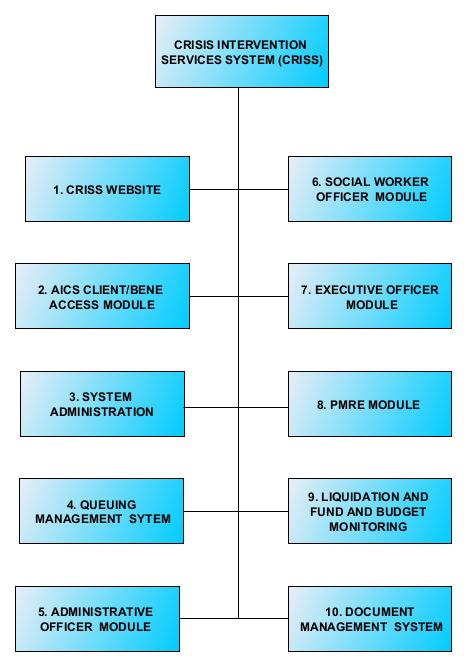 CRISIS INTERVENTION
SERVICES SYSTEM (CRISS)
1. CRISS WEBSITE
2. AICS CLIENT/BENE
ACCESS MODULE
3. SYSTEM
ADMINISTRATION
4. QUEUING
MANAGEMENT SYTEM
5. ADMINISTRATIVE
OFFICER MODULE
6. SOCIAL WORKER
OFFICER MODULE
7. EXECUTIVE OFFICER
MODULE
8. PMRE MODULE
9. LIQUIDATION AND
FUND AND BUDGET
MONITORING
10. DOCUMENT
MANAGEMENT SYSTEM